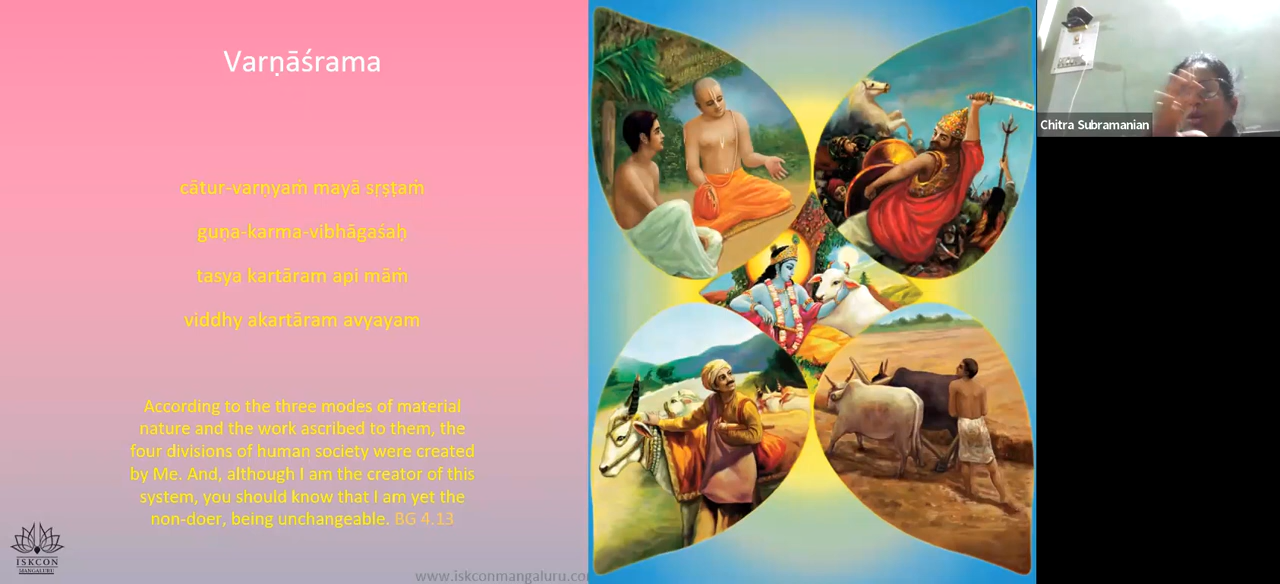 Varṇāśrama
cātur-varṇyaṁ mayā sṛṣṭaṁ
guṇa-karma-vibhāgaśaḥ
tasya kartāram api māṁ
viddhy akartāram avyayam
According to the three modes of material
nature and the work ascribed to them, the
four divisions of human society were created
by Me. And, although I am the creator of this
system, you should know that I am yet the
non-doer, being unchangeable. BG 4.13
ISKCON
MANGALURU
www.iskconmangaluru.co
Chitra Subramanian